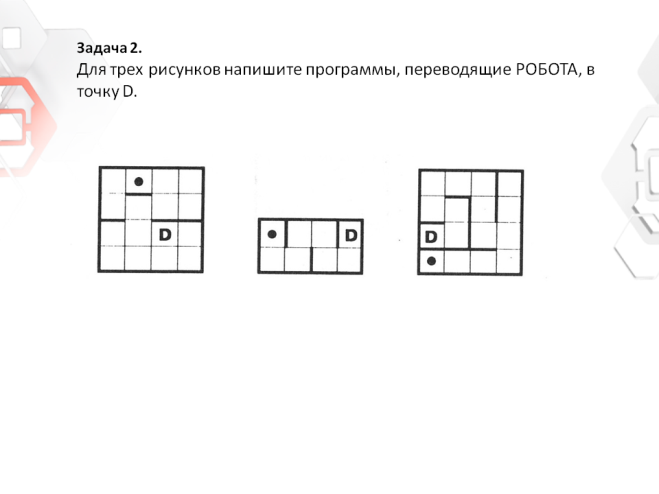 Задача 2.
Для трех рисунков напишите программы, переводящие РОБОТА, в
точку D.
D
D
D